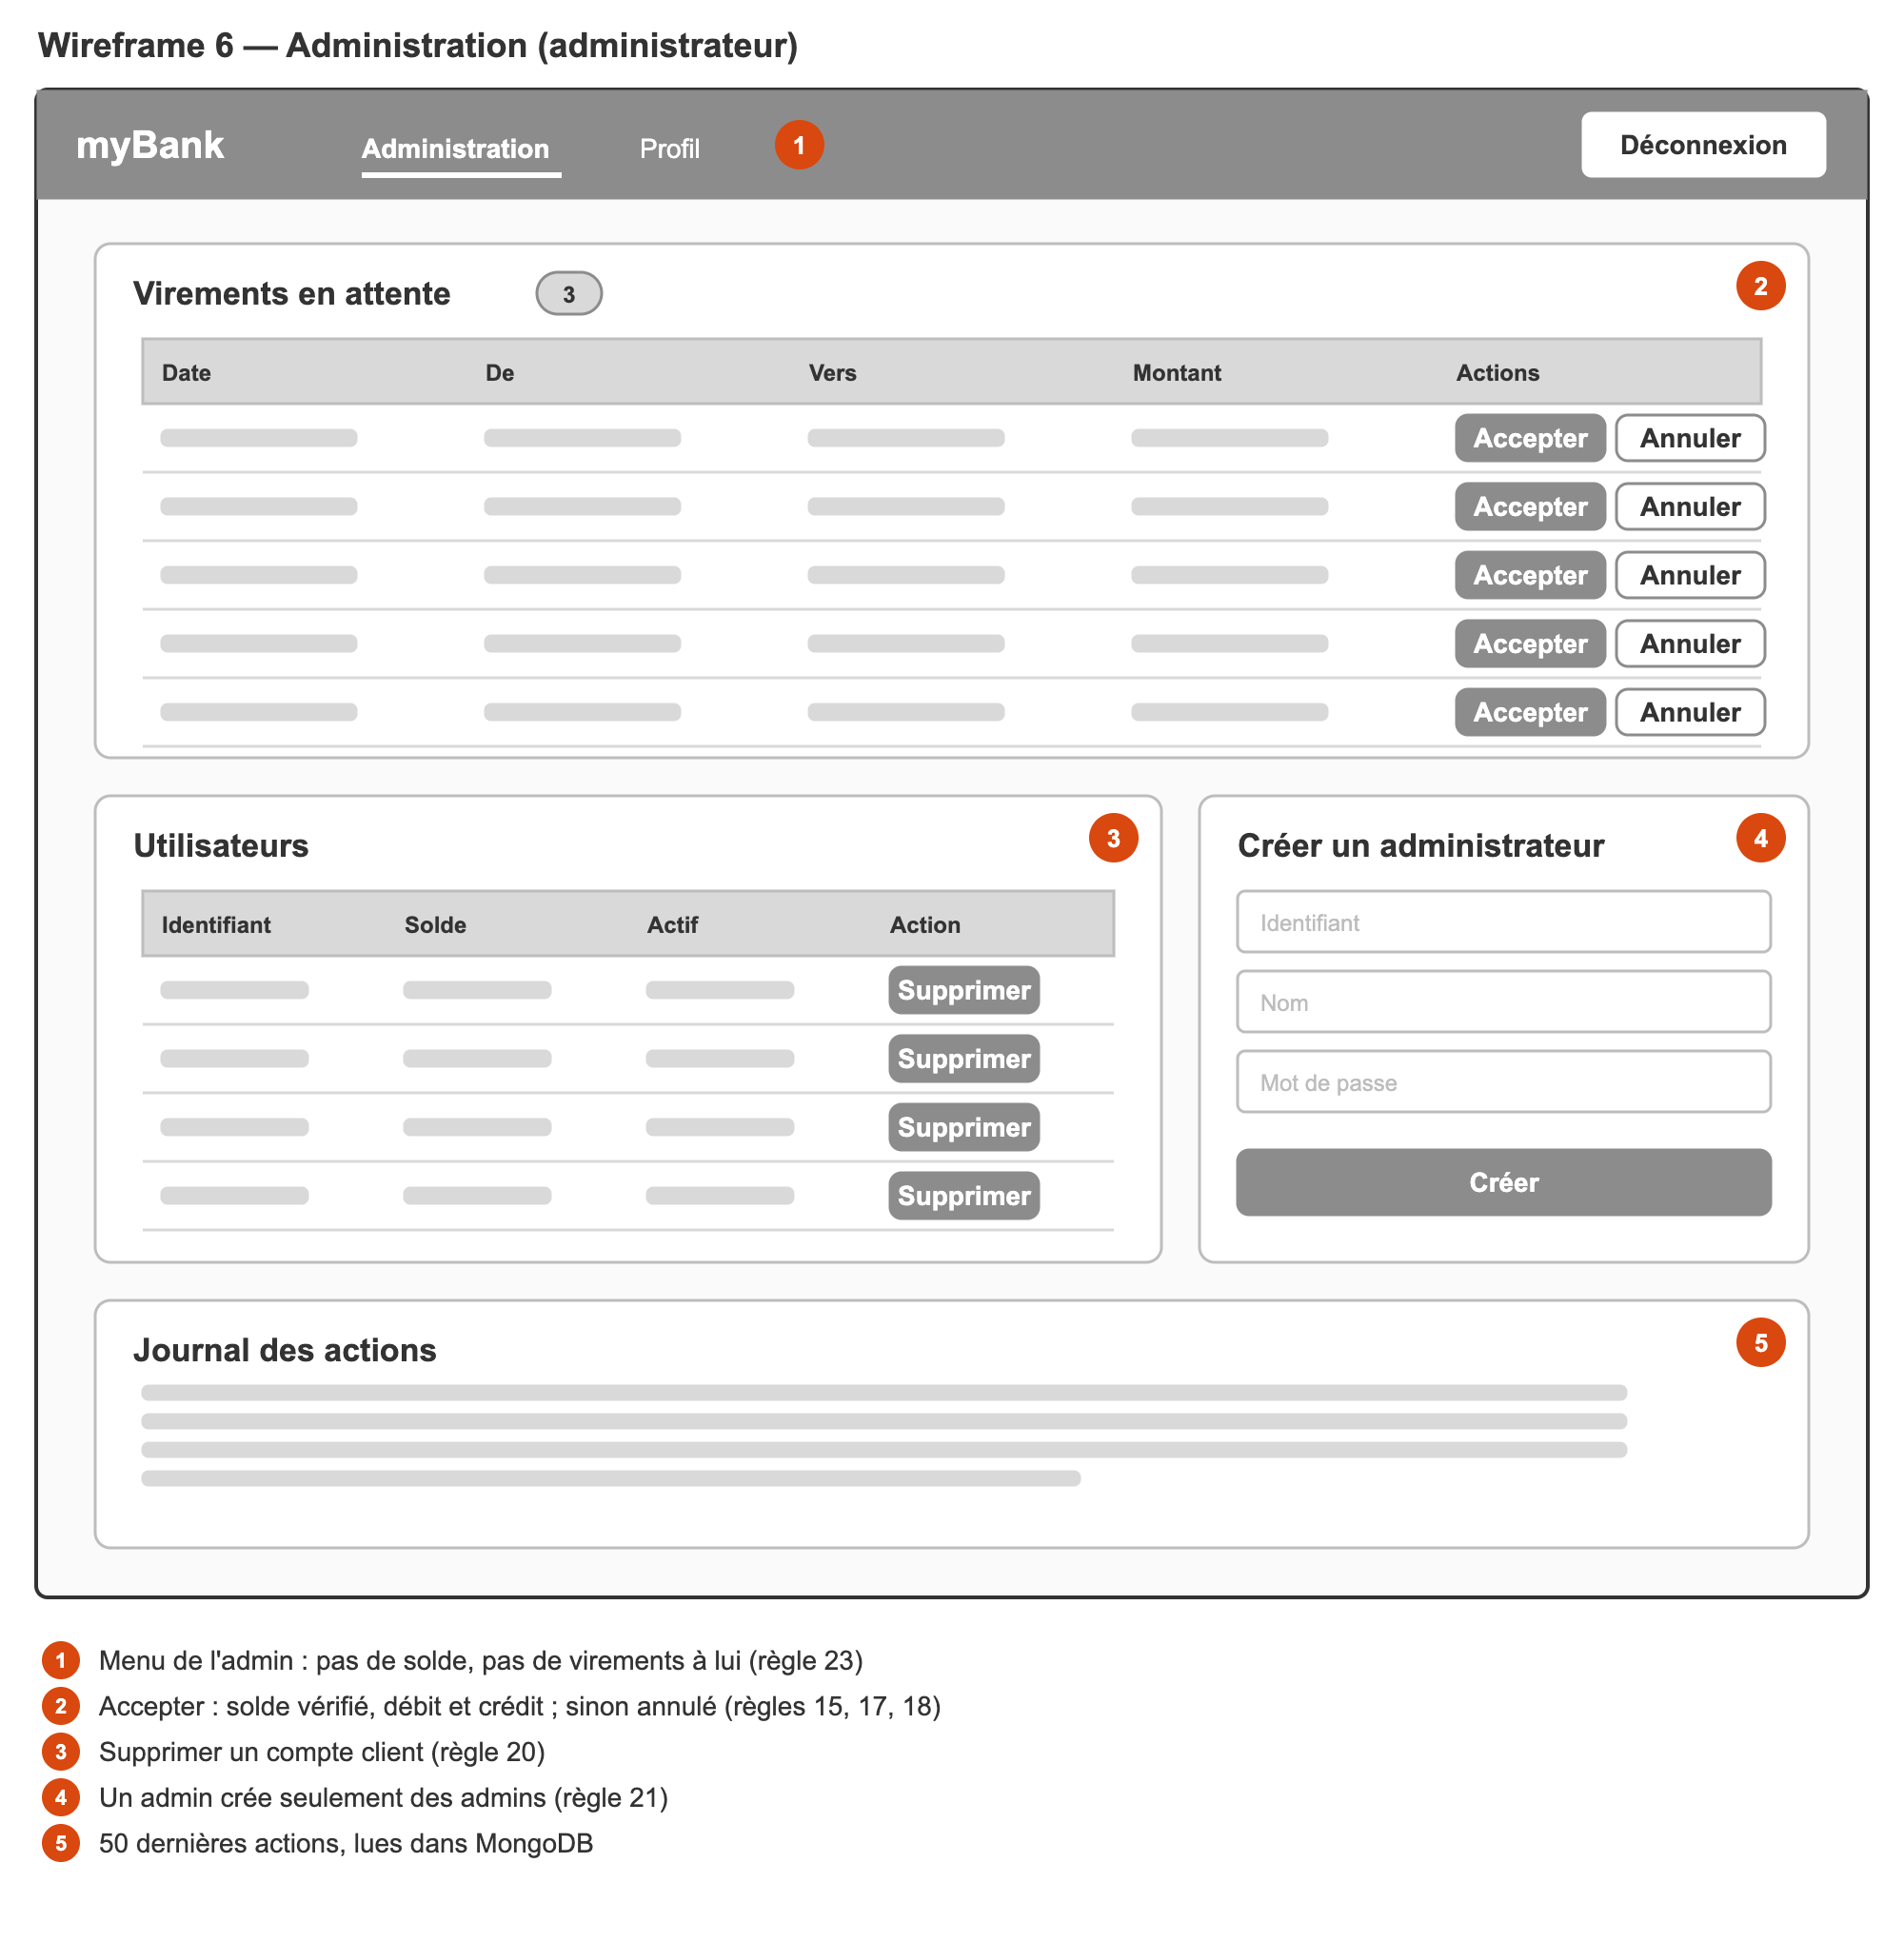 Wireframe 6 — Administration (administrateur)
myBank Administration Profil 1 Déconnexion
Virements en attente 3 2
Date De Vers Montant Actions
Accepter Annuler
Accepter Annuler
Accepter Annuler
Accepter Annuler
Accepter Annuler
Utilisateurs 3
Identifiant Solde Actif Action
Supprimer
Supprimer
Supprimer
Supprimer
Créer un administrateur 4
Identifiant
Nom
Mot de passe
Créer
Journal des actions 5
1 Menu de l'admin : pas de solde, pas de virements à lui (règle 23)
2 Accepter : solde vérifié, débit et crédit ; sinon annulé (règles 15, 17, 18)
3 Supprimer un compte client (règle 20)
4 Un admin crée seulement des admins (règle 21)
5 50 dernières actions, lues dans MongoDB